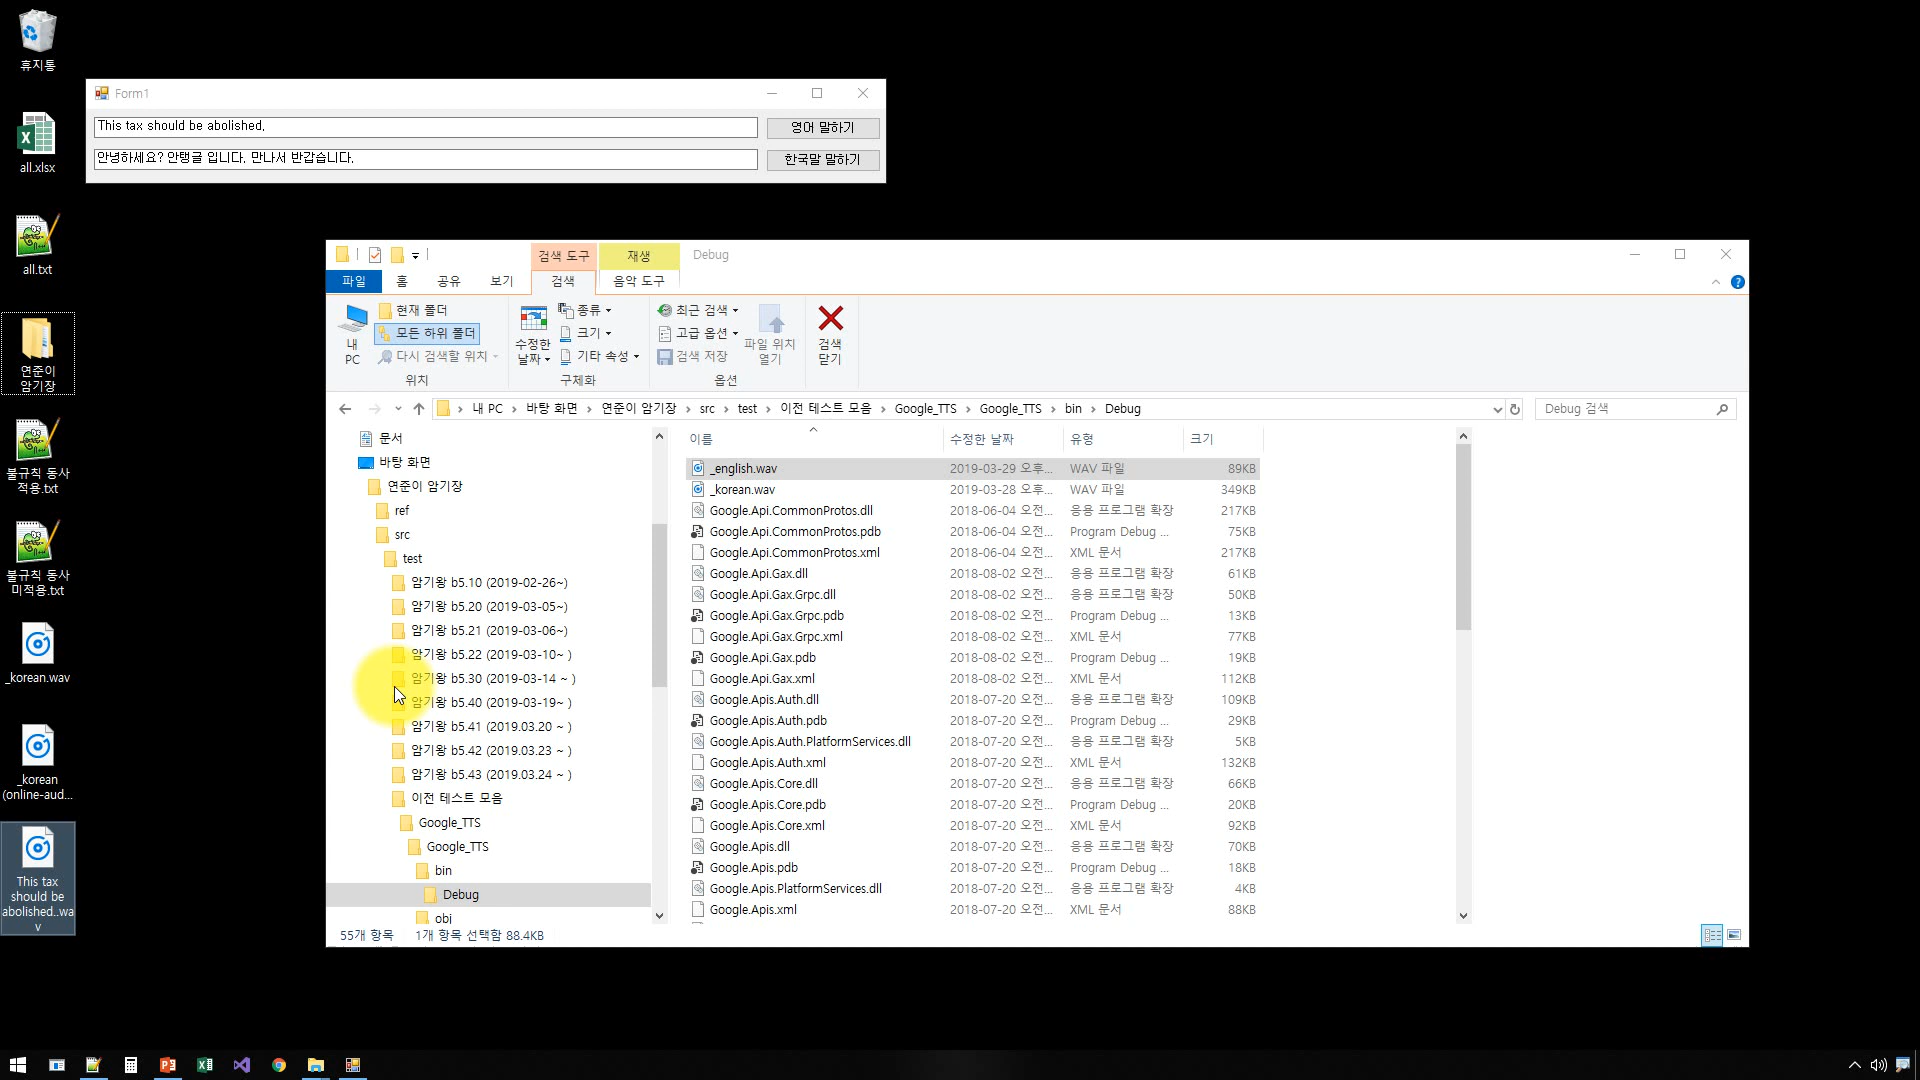 휴지통
all.xlsx
all.txt
연준이
암기장
불규칙 동사
적용.txt
불규칙 동사
미적용.txt
_korean.wav
_korean
(online-aud...
This tax
should be
abolished..wa
v
Form1
This tax should be abolished.
영어 말하기
안녕하세요? 안탱글 입니다. 만나서 반갑습니다.
한국말 말하기
검색 도구
재생
Debug
파일
홈
공유
보기
검색
음악 도구
내
PC
현재 폴더
모든 하위 폴더
다시 검색할 위치
위치
수정한
날짜
종류
크기
기타 속성
구체화
최근 검색
고급 옵션
검색 저장
파일 위치
열기
옵션
검색
닫기
내 PC > 바탕 화면 > 연준이 암기장 > src > test > 이전 테스트 모음 > Google_TTS > Google_TTS > bin > Debug
Debug 검색
문서
바탕 화면
연준이 암기장
ref
src
test
암기왕 b5.10 (2019-02-26~)
암기왕 b5.20 (2019-03-05~)
암기왕 b5.21 (2019-03-06~)
암기왕 b5.22 (2019-03-10~ )
암기왕 b5.30 (2019-03-14 ~ )
암기왕 b5.40 (2019-03-19~ )
암기왕 b5.41 (2019.03.20 ~ )
암기왕 b5.42 (2019.03.23 ~ )
암기왕 b5.43 (2019.03.24 ~ )
이전 테스트 모음
Google_TTS
Google_TTS
bin
Debug
obj
이름 수정한 날짜 유형 크기
_english.wav 2019-03-29 오후... WAV 파일 89KB
_korean.wav 2019-03-28 오후... WAV 파일 349KB
Google.Api.CommonProtos.dll 2018-06-04 오전... 응용 프로그램 확장 217KB
Google.Api.CommonProtos.pdb 2018-06-04 오전... Program Debug ... 75KB
Google.Api.CommonProtos.xml 2018-06-04 오전... XML 문서 217KB
Google.Api.Gax.dll 2018-08-02 오전... 응용 프로그램 확장 61KB
Google.Api.Gax.Grpc.dll 2018-08-02 오전... 응용 프로그램 확장 50KB
Google.Api.Gax.Grpc.pdb 2018-08-02 오전... Program Debug ... 13KB
Google.Api.Gax.Grpc.xml 2018-08-02 오전... XML 문서 77KB
Google.Api.Gax.pdb 2018-08-02 오전... Program Debug ... 19KB
Google.Api.Gax.xml 2018-08-02 오전... XML 문서 112KB
Google.Apis.Auth.dll 2018-07-20 오전... 응용 프로그램 확장 109KB
Google.Apis.Auth.pdb 2018-07-20 오전... Program Debug ... 29KB
Google.Apis.Auth.PlatformServices.dll 2018-07-20 오전... 응용 프로그램 확장 5KB
Google.Apis.Auth.xml 2018-07-20 오전... XML 문서 132KB
Google.Apis.Core.dll 2018-07-20 오전... 응용 프로그램 확장 66KB
Google.Apis.Core.pdb 2018-07-20 오전... Program Debug ... 20KB
Google.Apis.Core.xml 2018-07-20 오전... XML 문서 92KB
Google.Apis.dll 2018-07-20 오전... 응용 프로그램 확장 70KB
Google.Apis.pdb 2018-07-20 오전... Program Debug ... 18KB
Google.Apis.PlatformServices.dll 2018-07-20 오전... 응용 프로그램 확장 4KB
Google.Apis.xml 2018-07-20 오전... XML 문서 88KB
55개 항목 1개 항목 선택함 88.4KB